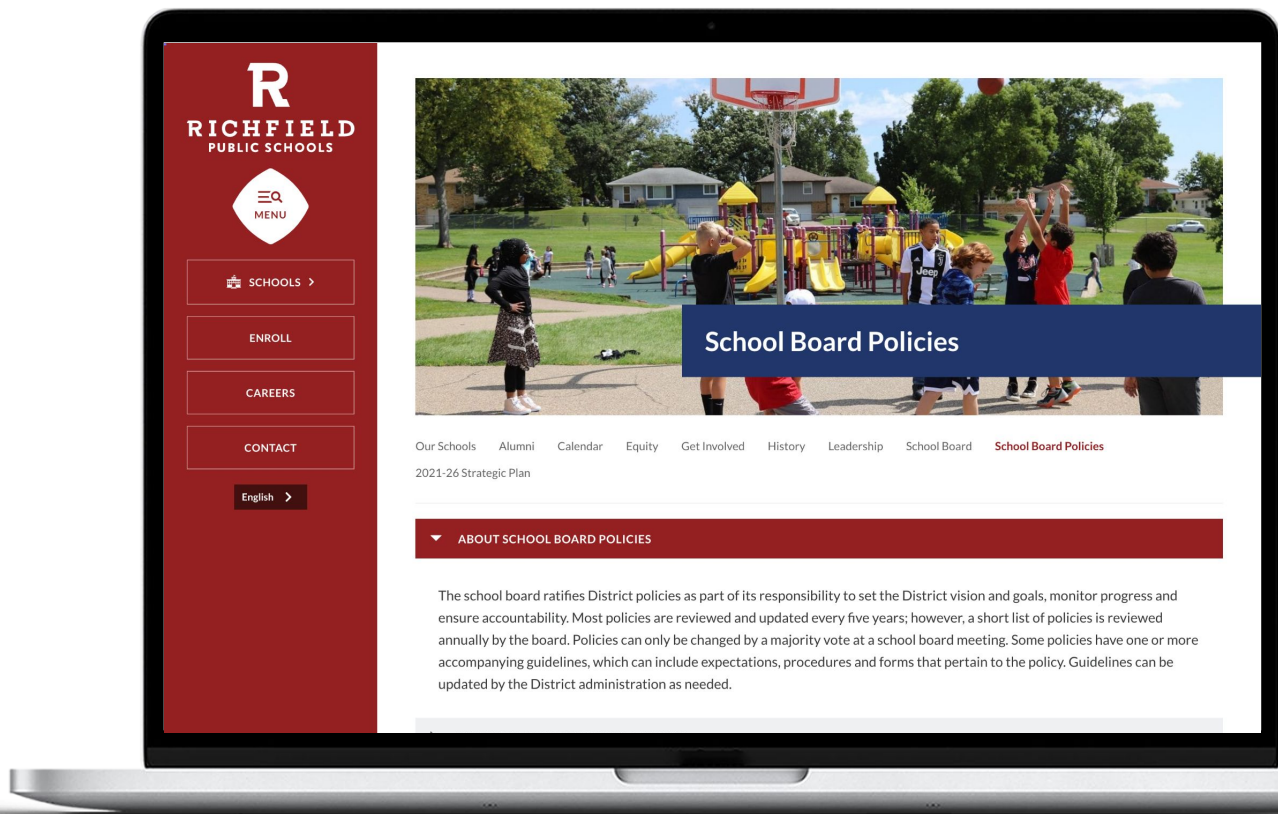 R
RICHFIELD
PUBLIC SCHOOLS
MENU
SCHOOLS
ENROLL
CAREERS
CONTACT
English
Jeep
School Board Policies
Our Schools Alumni Calendar Equity Get Involved History Leadership School Board School Board Policies
2021-26 Strategic Plan
ABOUT SCHOOL BOARD POLICIES
The school board ratifies District policies as part of its responsibility to set the District vision and goals, monitor progress and
ensure accountability. Most policies are reviewed and updated every five years; however, a short list of policies is reviewed
annually by the board. Policies can only be changed by a majority vote at a school board meeting. Some policies have one or more
accompanying guidelines, which can include expectations, procedures and forms that pertain to the policy. Guidelines can be
updated by the District administration as needed.